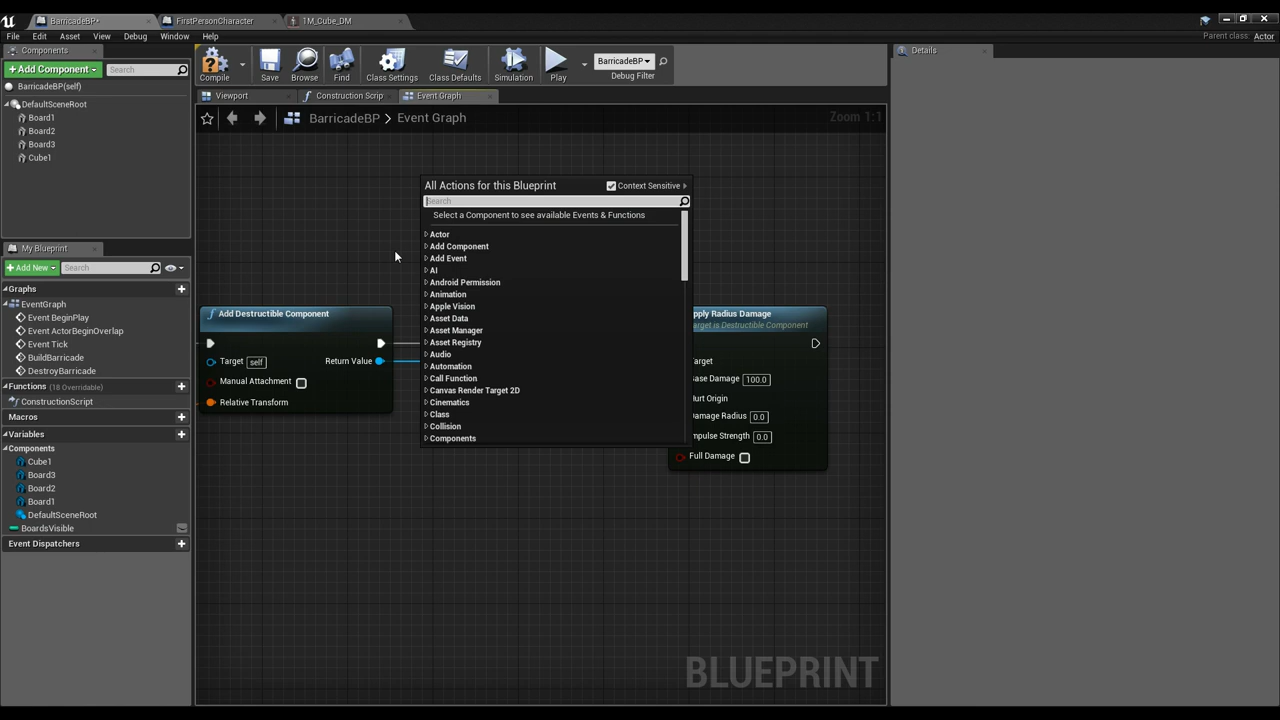 BarricadeBP*
FirstPersonCharacter
1M_Cube_DM
File Edit Asset View Debug Window Help
Parent class: Actor
Components
+Add Component
Search
BarricadeBP(self)
DefaultSceneRoot
Board1
Board2
Board3
Cube1
My Blueprint
+Add New
Search
Graphs
EventGraph
Event BeginPlay
Event ActorBeginOverlap
Event Tick
BuildBarricade
DestroyBarricade
Functions (18 Overridable)
ConstructionScript
Macros
Variables
Components
Cube1
Board3
Board2
Board1
DefaultSceneRoot
BoardsVisible
Event Dispatchers
Compile
Save
Browse
Find
Class Settings
Class Defaults
Simulation
Play
BarricadeBP
Debug Filter
Viewport
Construction Scrip
Event Graph
BarricadeBP > Event Graph
Zoom 1:1
All Actions for this Blueprint
Context Sensitive
Search
Select a Component to see available Events & Functions
Actor
Add Component
Add Event
AI
Android Permission
Animation
Apple Vision
Asset Data
Asset Manager
Asset Registry
Audio
Automation
Call Function
Canvas Render Target 2D
Cinematics
Class
Collision
Components
f Add Destructible Component
Target self
Return Value
Manual Attachment
Relative Transform
pply Radius Damage
arget is Destructible Component
arget
ase Damage 100.0
urt Origin
amage Radius 0.0
mpulse Strength 0.0
Full Damage
BLUEPRINT
Details